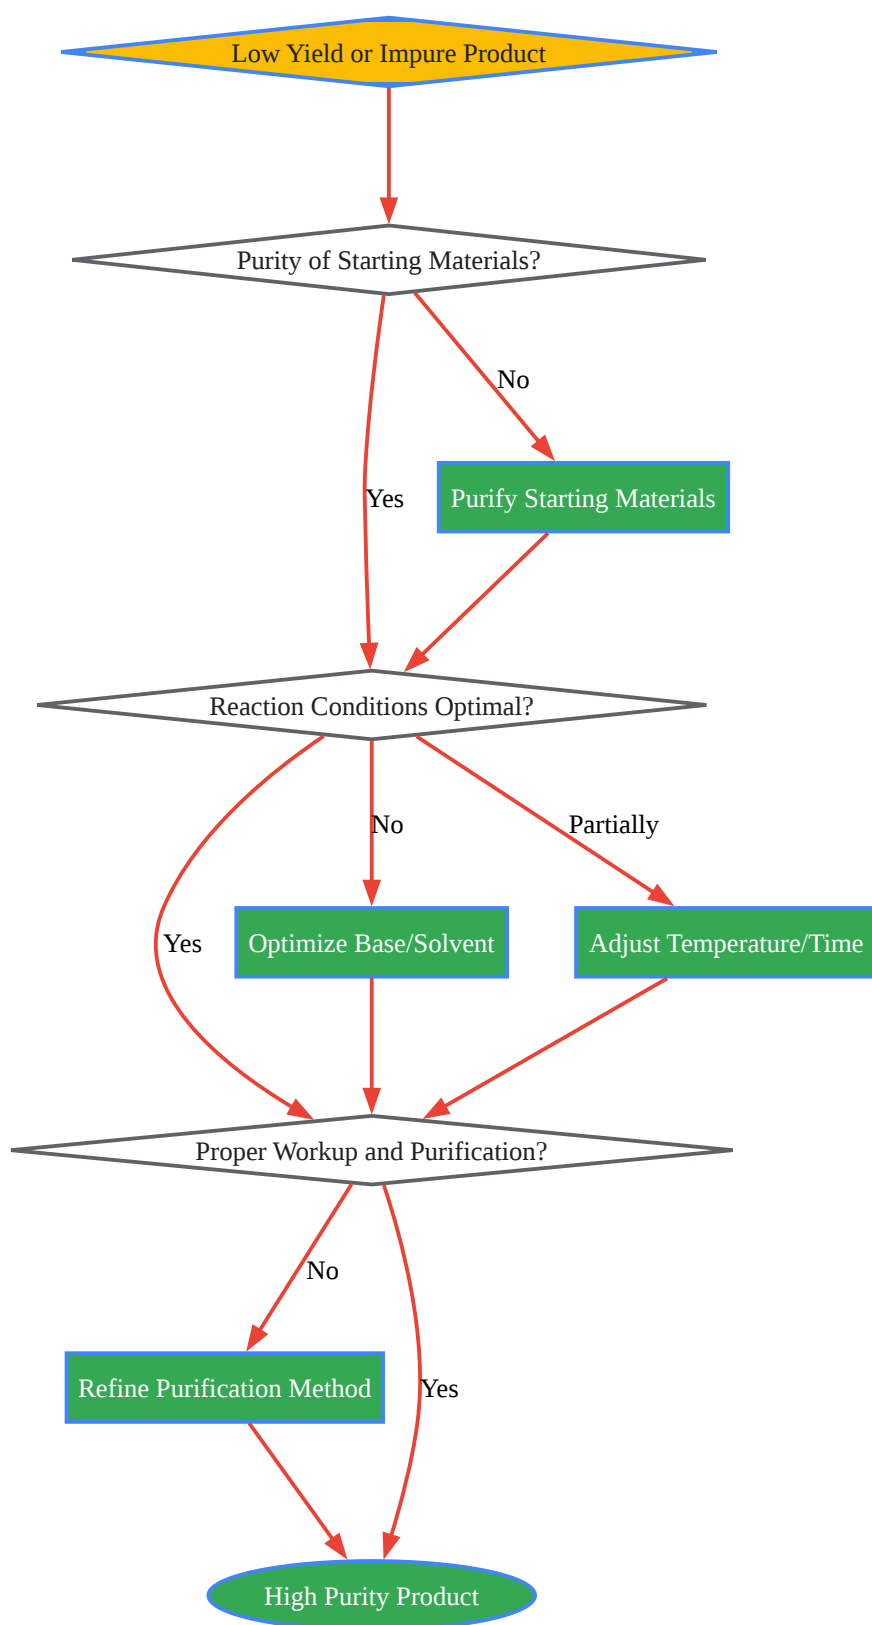 Low Yield or Impure Product
Purity of Starting Materials?
No
Yes
Purify Starting Materials
Reaction Conditions Optimal?
No
Partially
Yes
Optimize Base/Solvent
Adjust Temperature/Time
Proper Workup and Purification?
No
Refine Purification Method
Yes
High Purity Product